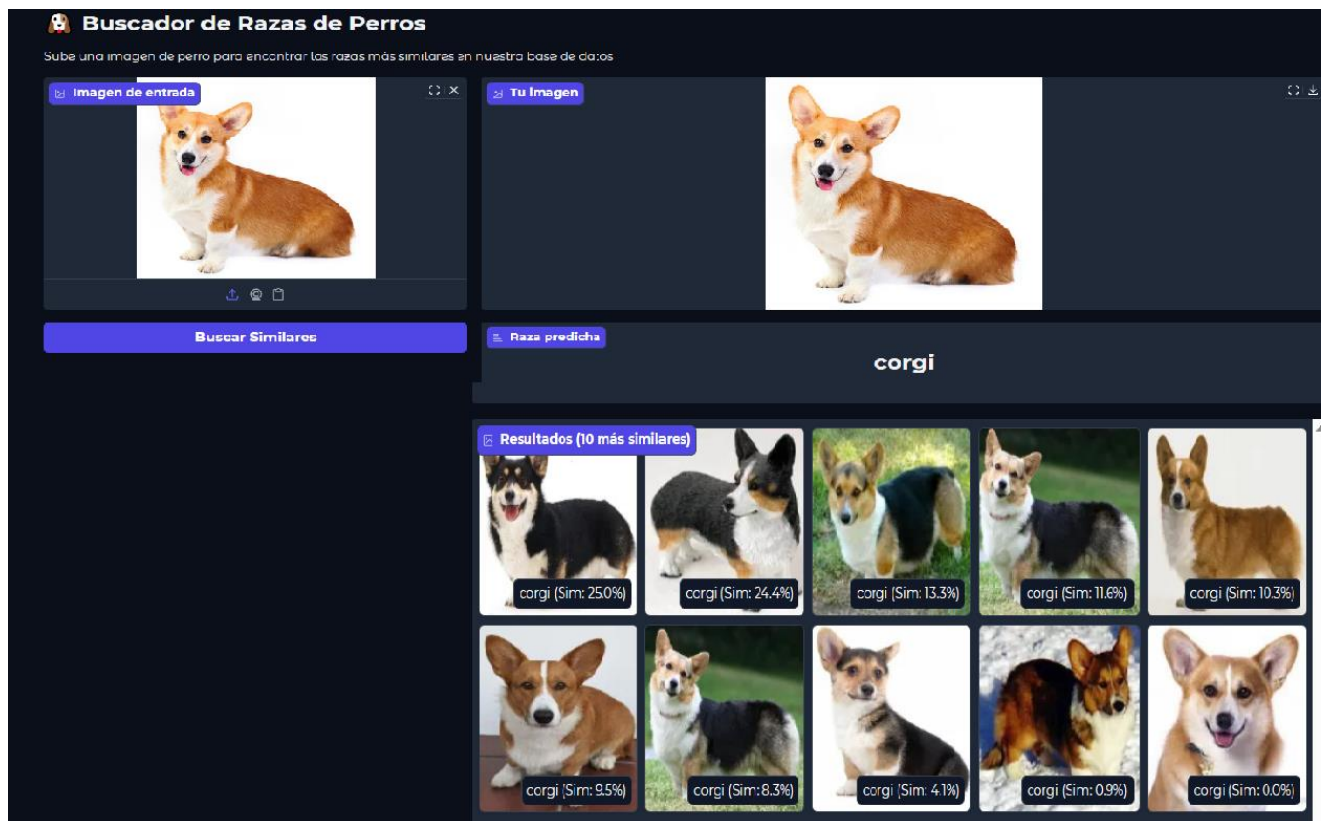 Buscador de Razas de Perros
Sube una imagen de perro para encontrar las razas más similares en nuestra base de datos
Imagen de entrada
Tu Imagen
Buscar Similares
Raza predicha
corgi
Resultados (10 más similares)
corgi (Sim: 25.0%)
corgi (Sim: 24.4%)
corgi (Sim: 13.3%)
corgi (Sim: 11.6%)
corgi (Sim: 10.3%)
corgi (Sim: 9.5%)
corgi (Sim: 8.3%)
corgi (Sim: 4.1%)
corgi (Sim: 0.9%)
corgi (Sim: 0.0%)